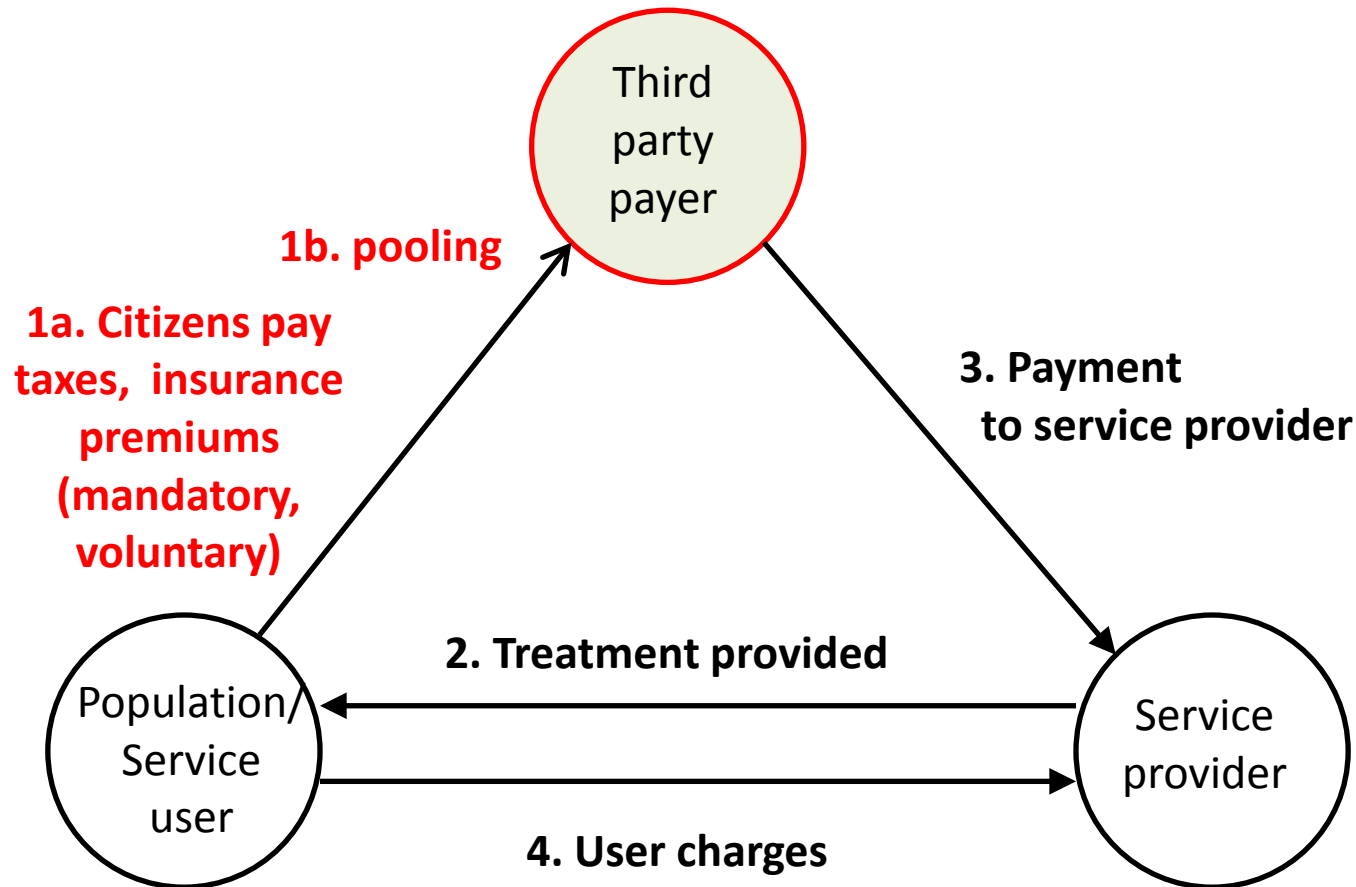 Third
party
payer
1b. pooling
1a. Citizens pay
taxes,  insurance
premiums
(mandatory,
voluntary)
3. Payment
to service provider
2. Treatment provided
Population/
Service
user
Service
provider
4. User charges